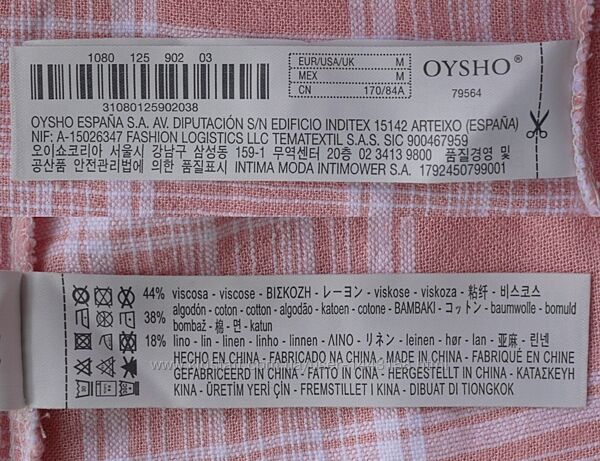 1080 125 902 03
31080125902038
EUR/USA/UK M
MEX M
CN 170/84A
OYSHO®
79564
OYSHO ESPAÑA S.A. AV. DIPUTACIÓN S/N EDIFICIO INDITEX 15142 ARTEIXO (ESPAÑA)
NIF: A-15026347 FASHION LOGISTICS LLC TEMATEXTIL S.A.S. SIC 900467959
오이쇼코리아 서울시 강남구 삼성동 159-1 무역센터 20층 02 3413 9800 품질경영 및
공산품 안전관리법에 의한 품질표시 INTIMA MODA INTIMOWER S.A. 1792450799001
44% viscosa - viscose - ΒΙΣΚΟΖΗ - レーヨン - viskose - viskoza - 粘纤 - 비스코스
38% algodón - coton - cotton - algodão - katoen - cotone - BAMBAKI - コットン - baumwolle - bomuld
bombaž - 棉 - 면 - katun
18% lino - lin - linen - linho - linnen - ΛΙΝΟ - リネン - leinen - hør - lan - 亚麻 - 린넨
HECHO EN CHINA - FABRICADO NA CHINA - MADE IN CHINA - FABRIQUÉ EN CHINE
GEFABRICEERD IN CHINA - FATTO IN CHINA - HERGESTELLT IN CHINA - ΚΑΤΑΣΚΕΥΗ
ΚΙΝΑ - ÜRETİM YERİ ÇİN - FREMSTILLET I KINA - DIBUAT DI TIONGKOK